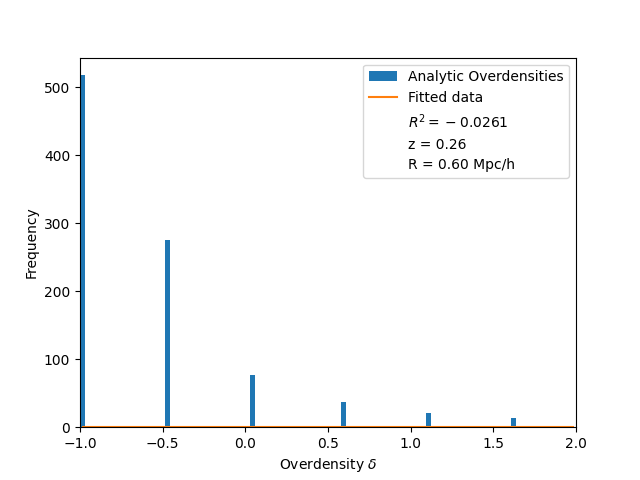 Analytic Overdensities
Fitted data
R² = −0.0261
z = 0.26
R = 0.60 Mpc/h
500
400
300
200
100
0
Frequency
−1.0 −0.5 0.0 0.5 1.0 1.5 2.0
Overdensity δ